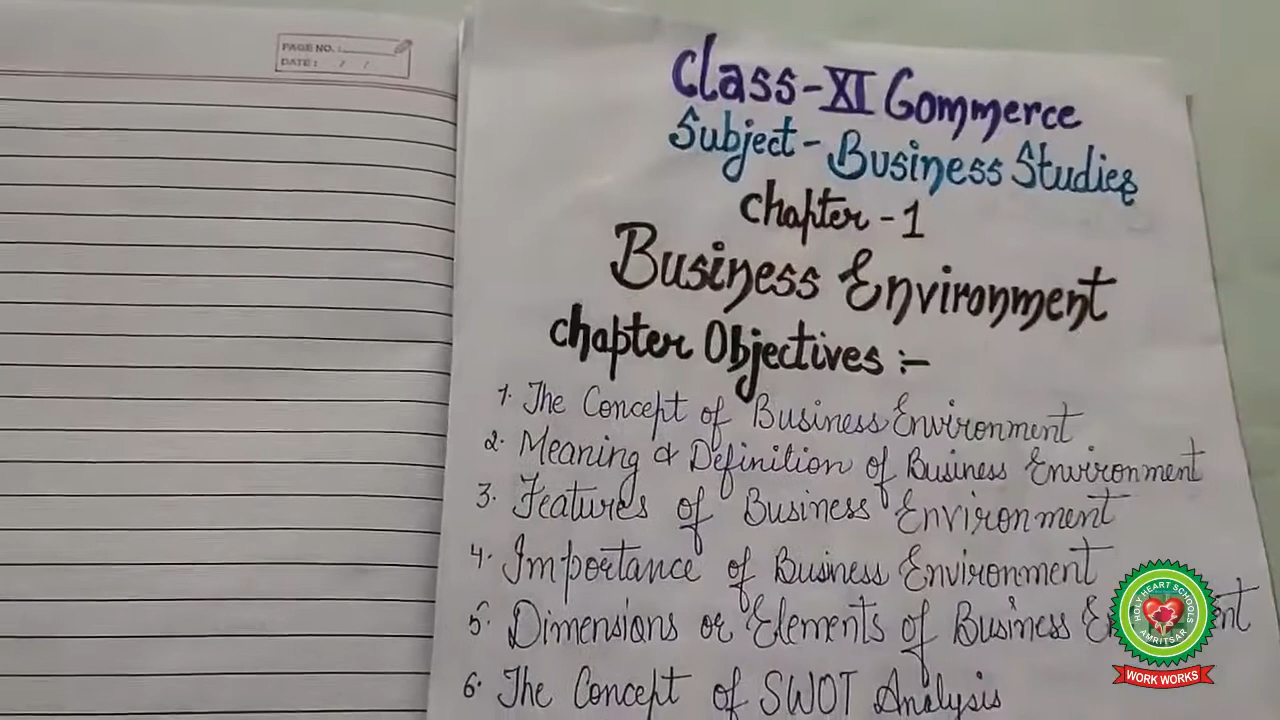 PAGE NO. :
DATE : / /
Class-XI Commerce
Subject - Business Studies
Chapter - 1
Business Environment
Chapter Objectives :-
1. The Concept of Business Environment
2. Meaning & Definition of Business Environment
3. Features of Business Environment
4. Importance of Business Environment
5. Dimensions or Elements of Business
6. The Concept of SWOT Analysis
HOLY HEART SCHOOLS
AMRITSAR
WORK WORKS